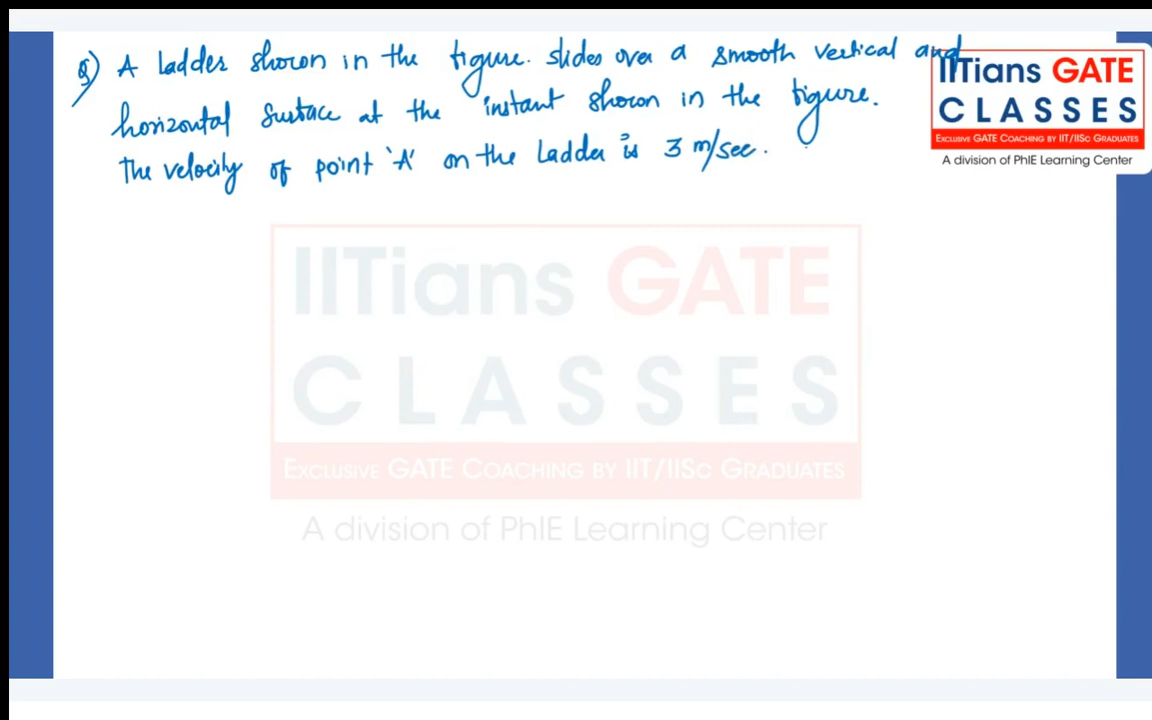 Q) A ladder shown in the figure. slides over a smooth vertical and
horizontal surface at the instant shown in the figure.
The velocity of point 'A' on the ladder is 3 m/sec.
IITians GATE
CLASSES
EXCLUSIVE GATE COACHING BY IIT/IISC GRADUATES
A division of PhIE Learning Center
IITians GATE
CLASSES
EXCLUSIVE GATE COACHING BY IIT/IISC GRADUATES
A division of PhIE Learning Center